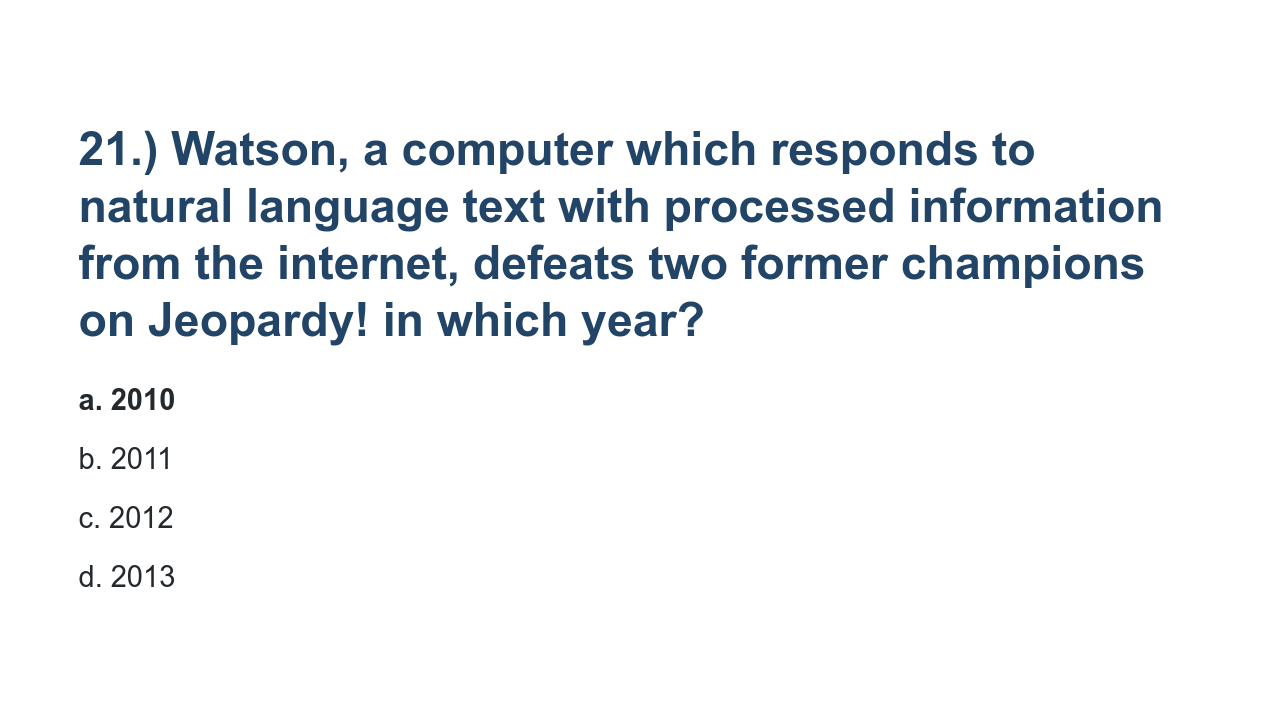 21.) Watson, a computer which responds to
natural language text with processed information
from the internet, defeats two former champions
on Jeopardy! in which year?
a. 2010
b. 2011
c. 2012
d. 2013